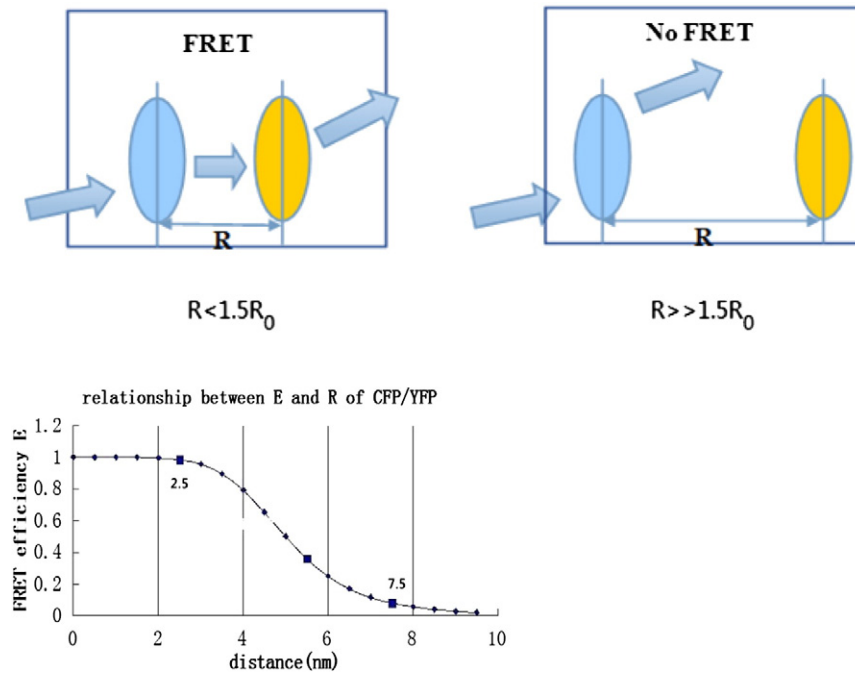 FRET
No FRET
R
R
R<1.5R₀
R>>1.5R₀
relationship between E and R of CFP/YFP
FRET efficiency E
1.2
1
0.8
0.6
0.4
0.2
0
2.5
7.5
0 2 4 6 8 10
distance(nm)